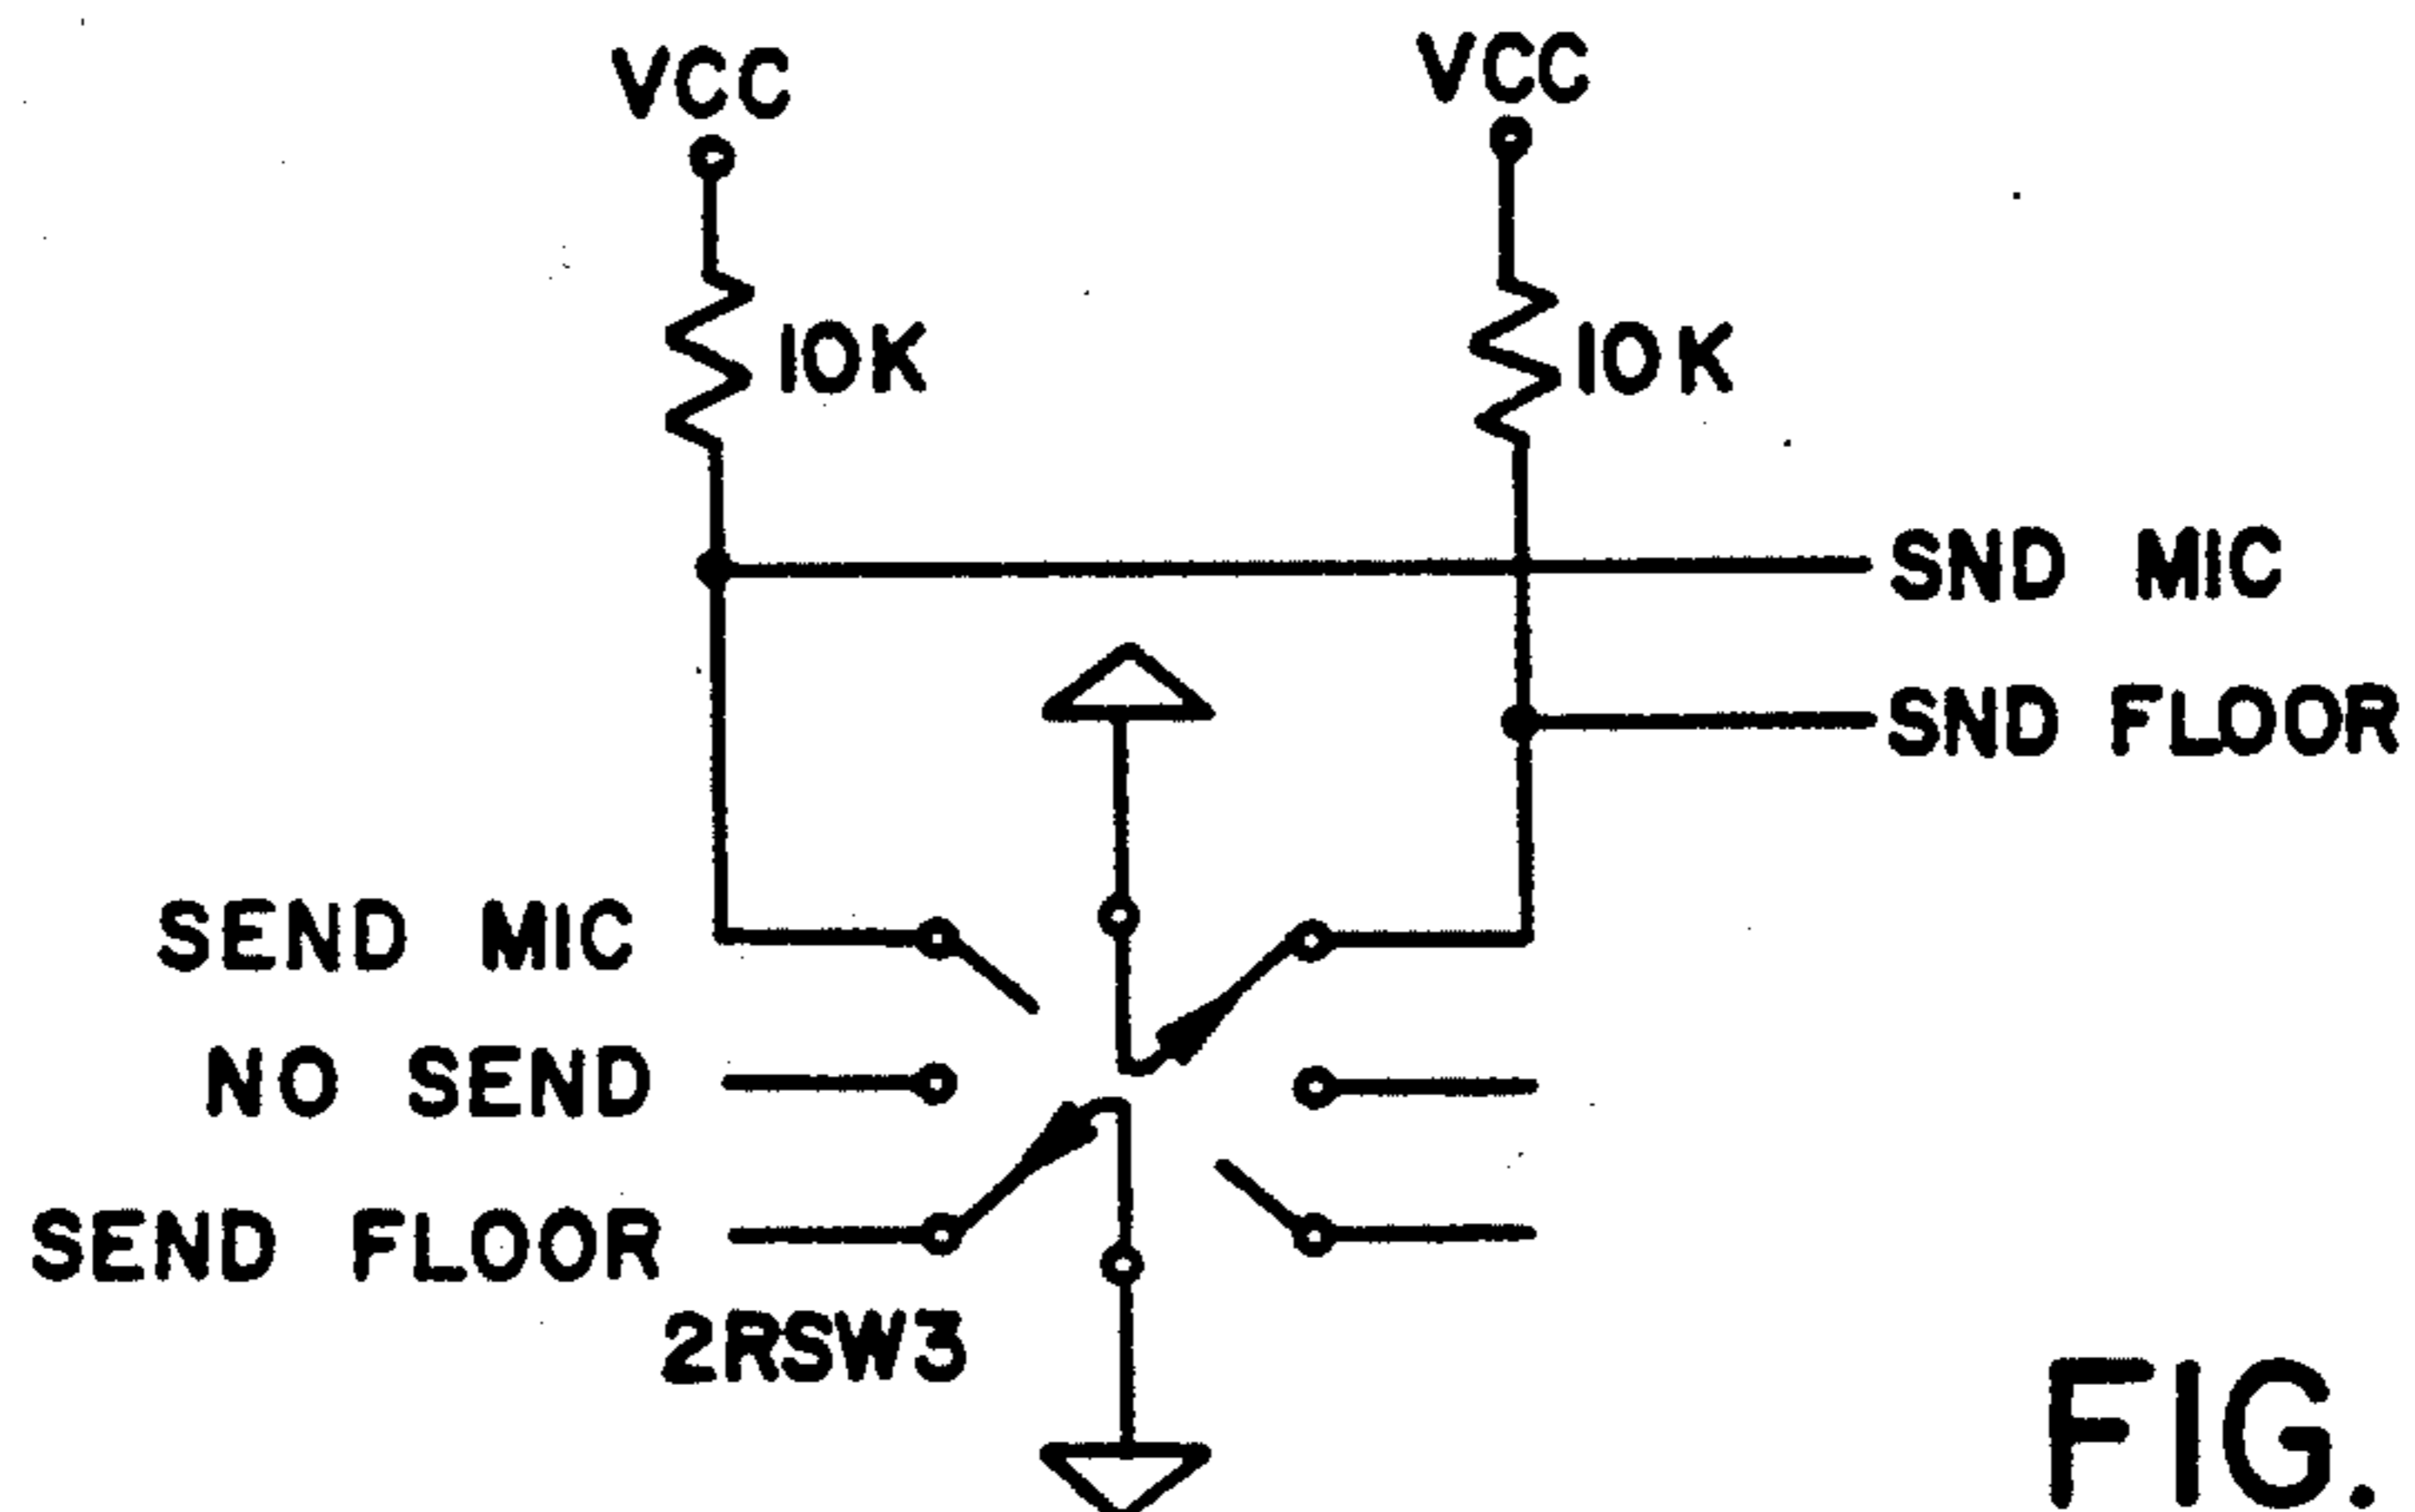 VCC
VCC
10K
10K
SND MIC
SND FLOOR
SEND MIC
NO SEND
SEND FLOOR
2RSW3
FIG.